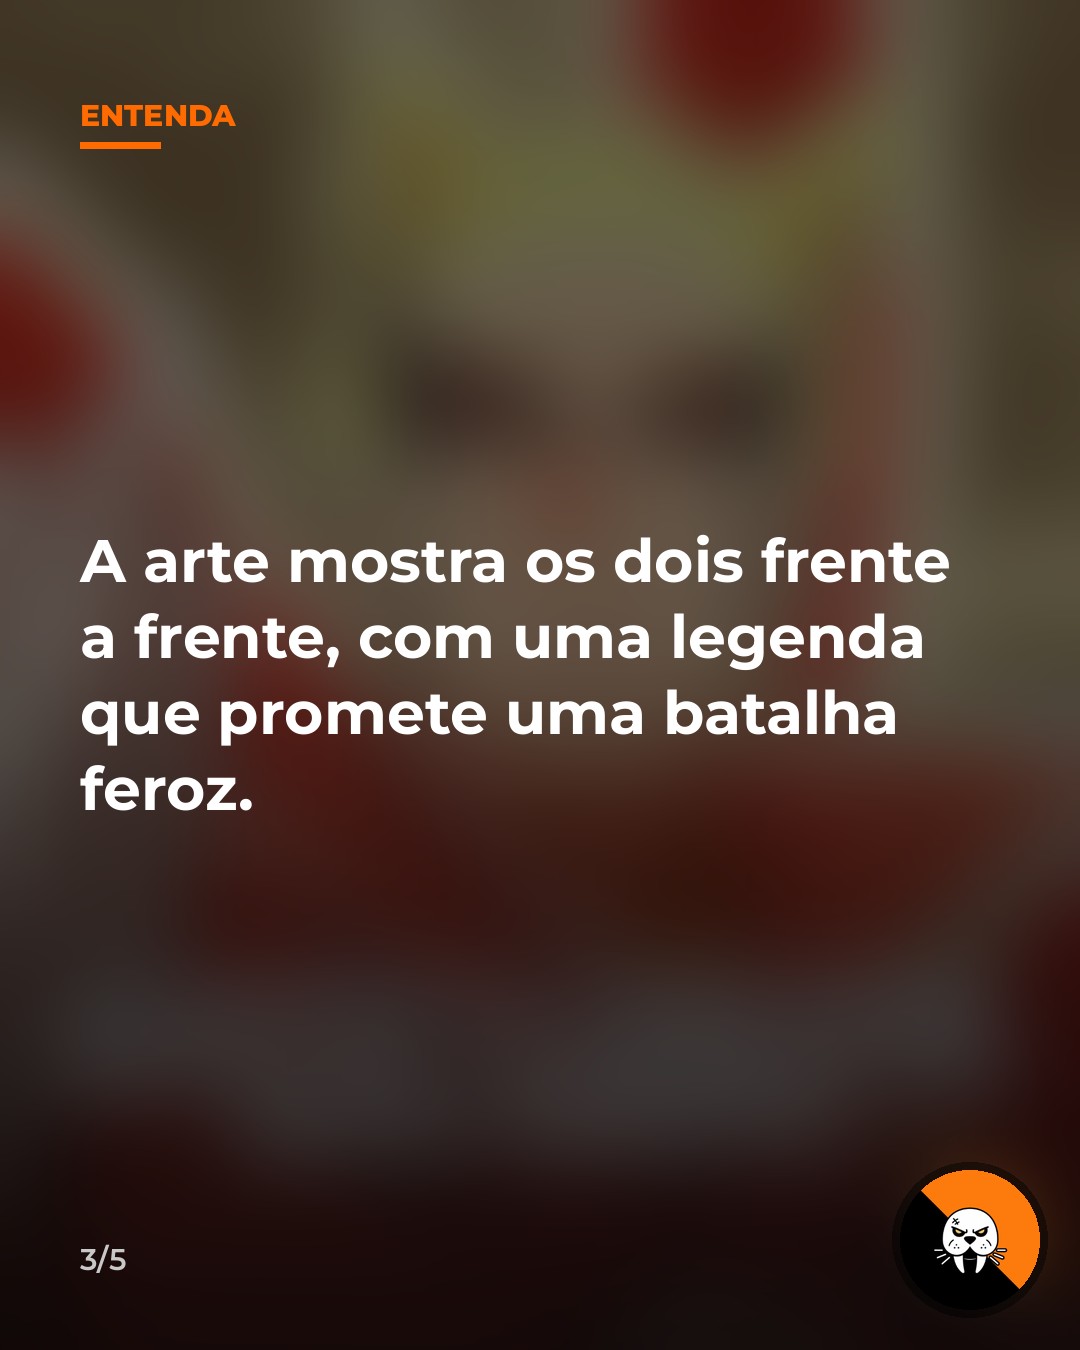 ENTENDA
A arte mostra os dois frente
a frente, com uma legenda
que promete uma batalha
feroz.
3/5